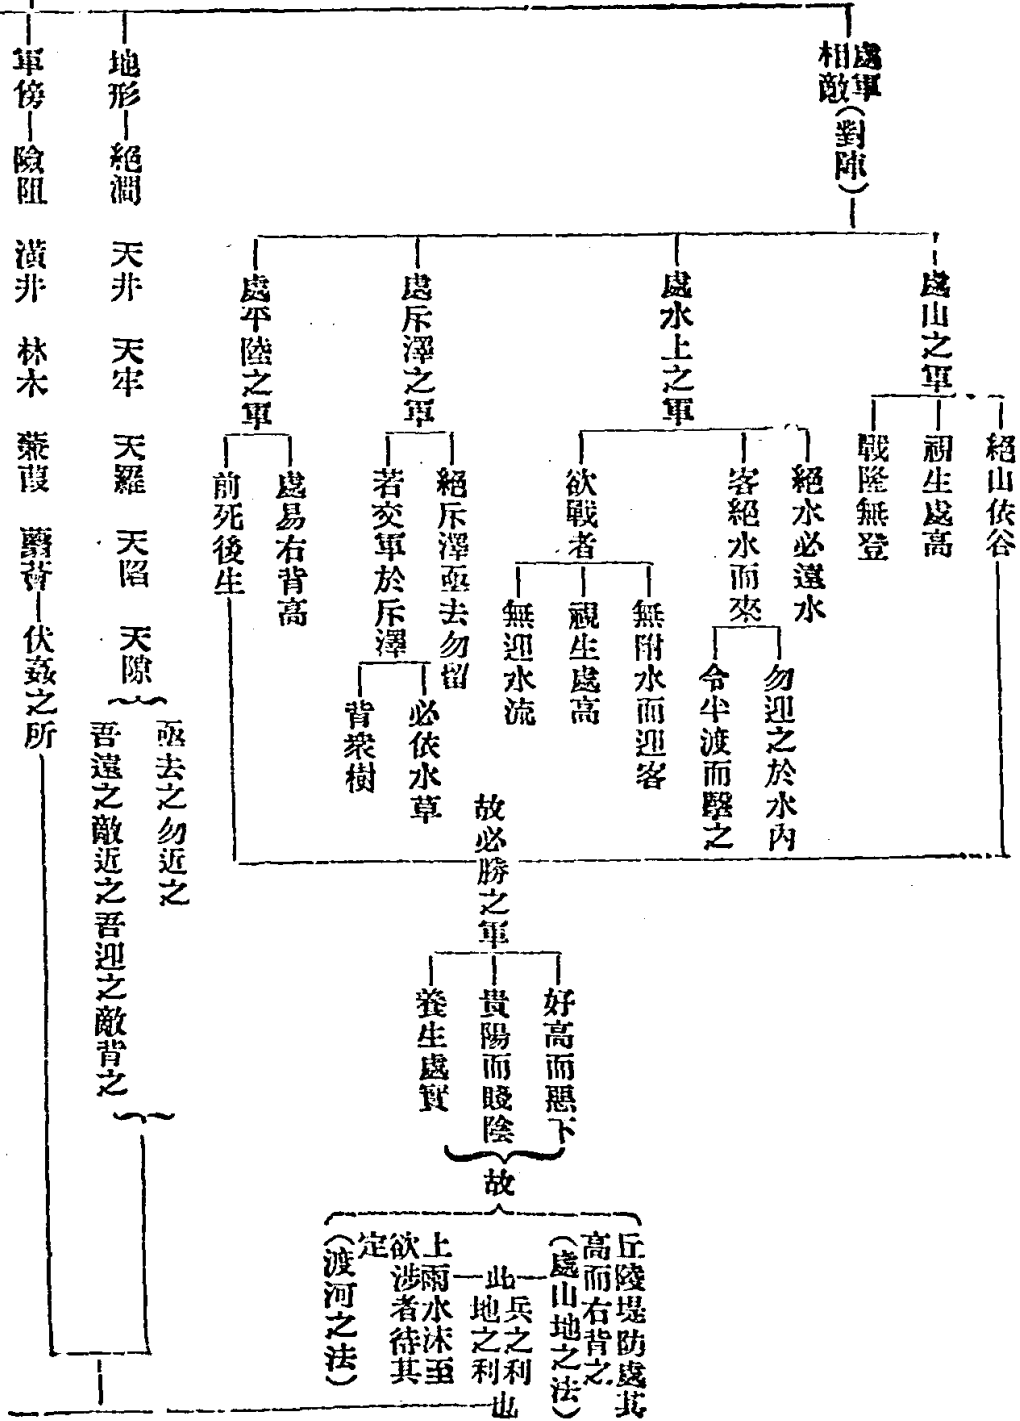 處軍
相敵(對陣)
處山之軍
絕山依谷
視生處高
戰隆無登
處水上之軍
絕水必遠水
客絕水而來
勿迎之於水內
令半渡而擊之
欲戰者
無附水而迎客
視生處高
無迎水流
處斥澤之軍
絕斥澤亟去勿留
若交軍於斥澤
必依水草
背衆樹
處平陸之軍
處易右背高
前死後生
故必勝之軍
好高而惡下
貴陽而賤陰
養生處實
故
丘陵堤防處其
高而右背之
(處山地之法)
此兵之利也
地之利
上雨水沫至
欲涉者待其
定
(渡河之法)
地形 絕澗 天井 天牢 天羅 天陷 天隙
亟去之勿近之
吾遠之敵近之吾迎之敵背之
軍傍 險阻 潢井 林木 蒹葭 蘙薈 伏姦之所